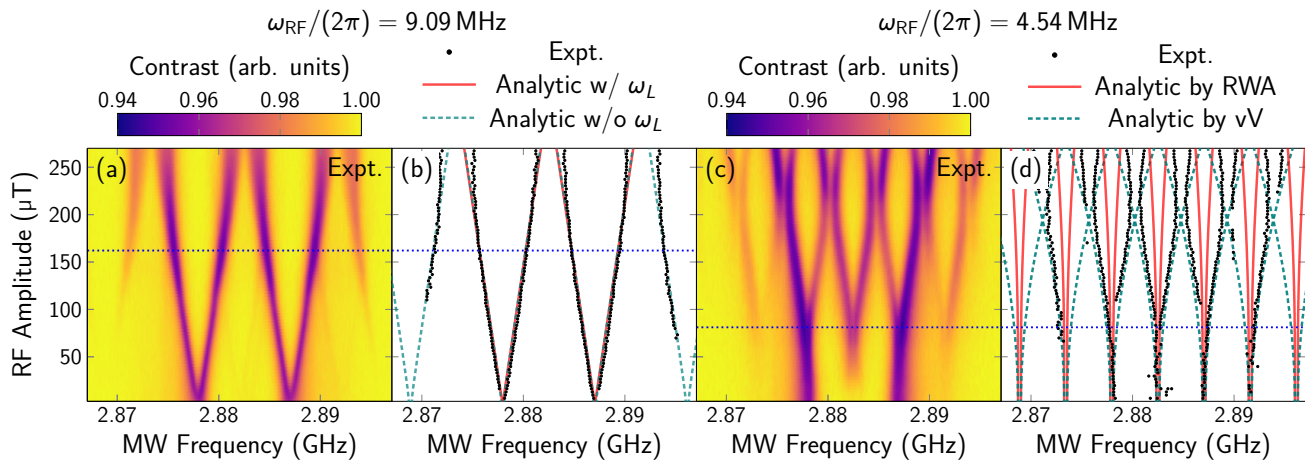 ω_RF/(2π) = 9.09 MHz
ω_RF/(2π) = 4.54 MHz
Contrast (arb. units)
0.94 0.96 0.98 1.00
Expt.
Analytic w/ ω_L
Analytic w/o ω_L
Contrast (arb. units)
0.94 0.96 0.98 1.00
Expt.
Analytic by RWA
Analytic by vV
RF Amplitude (μT)
250
200
150
100
50
(a) Expt.
2.87 2.88 2.89
MW Frequency (GHz)
(b)
2.87 2.88 2.89
MW Frequency (GHz)
(c) Expt.
2.87 2.88 2.89
MW Frequency (GHz)
(d)
2.87 2.88 2.89
MW Frequency (GHz)